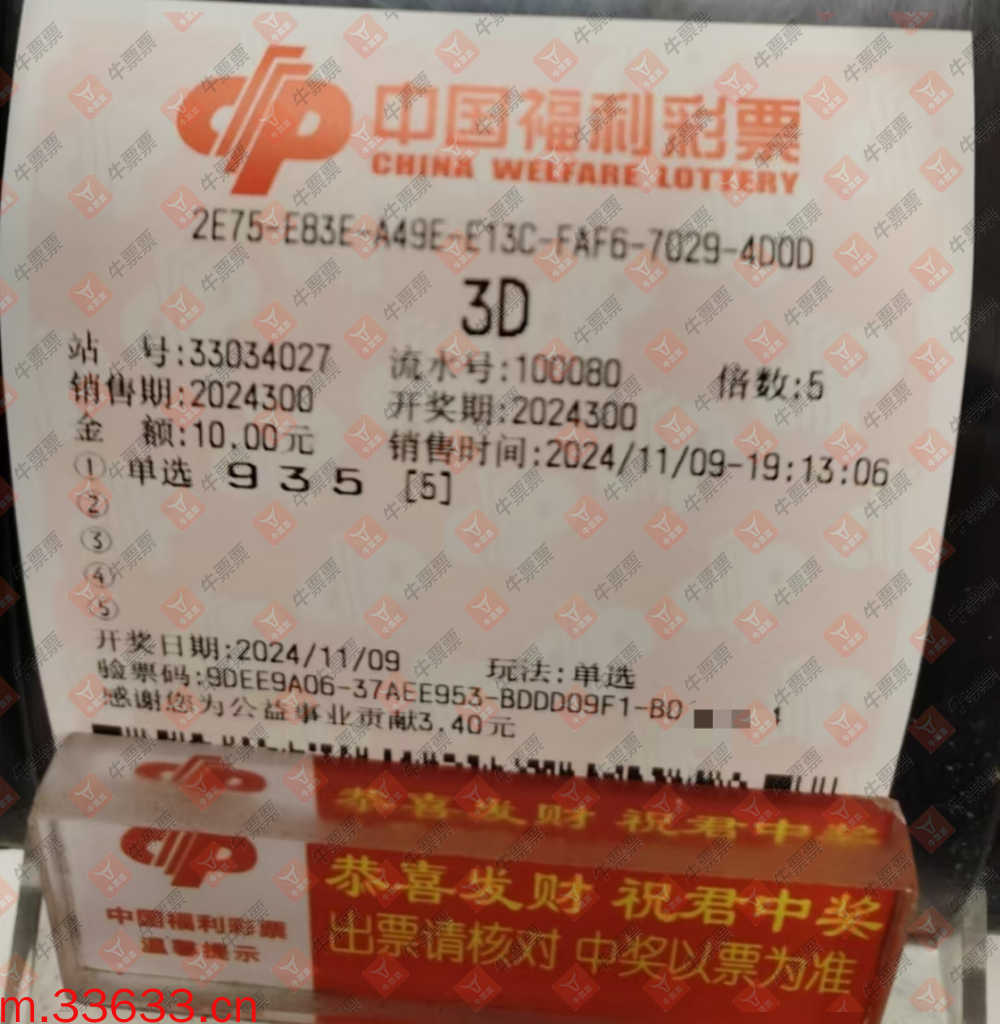 中国福利彩票
CHINA WELFARE LOTTERY
2E75-E83E-A49E-E13C-FAF6-7029-4D0D
3D
站 号:33034027 流水号:100080 倍数:5
销售期:2024300 开奖期:2024300
金 额:10.00元 销售时间:2024/11/09-19:13:06
① 单选 9 3 5 [5]
②
③
④
⑤
开奖日期:2024/11/09 玩法:单选
验票码:9DEE9A06-37AEE953-BDDD09F1-B0
感谢您为公益事业贡献3.40元
恭喜发财 祝君中奖
恭喜发财 祝君中奖
中国福利彩票
温馨提示
出票请核对 中奖以票为准
m.33633.cn
牛票票